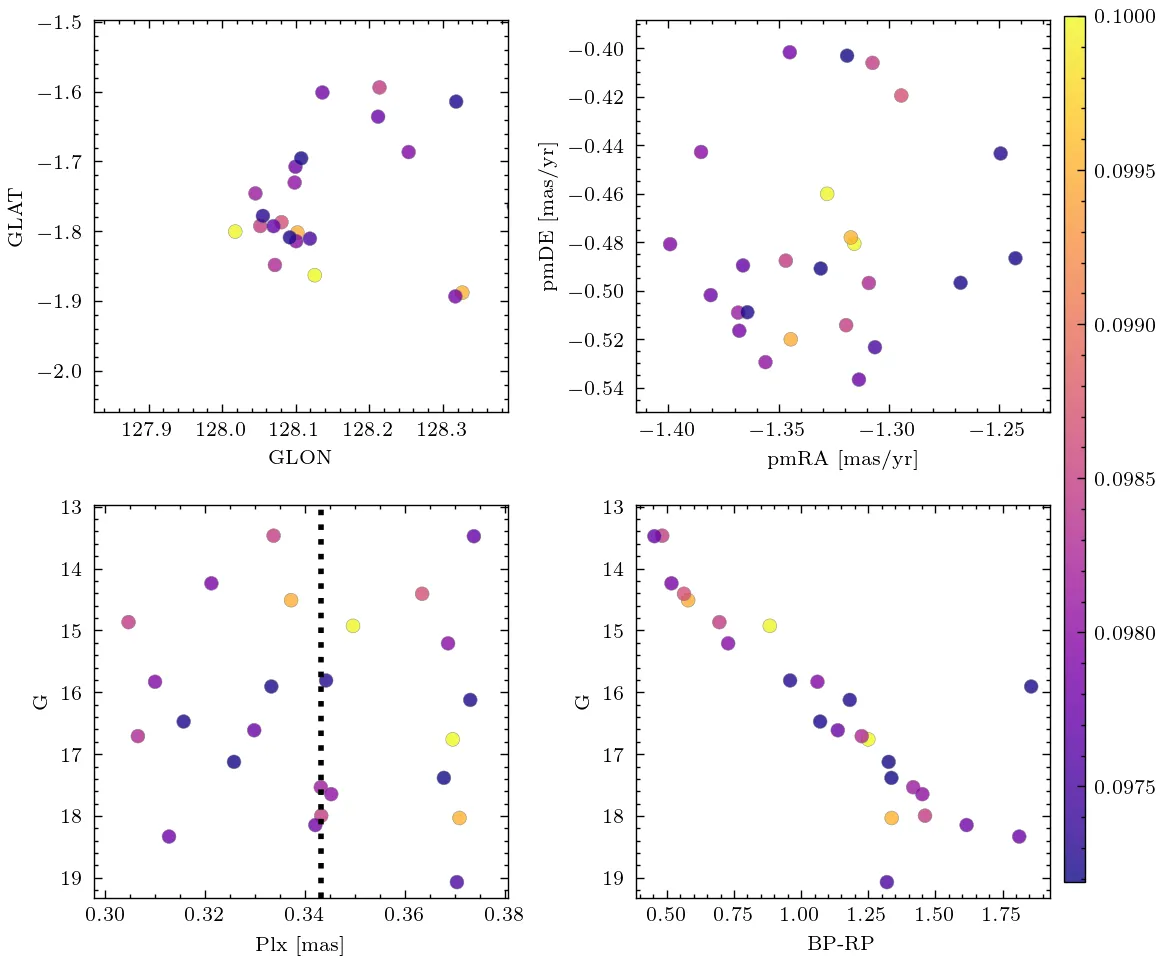 −1.5
−1.6
−1.7
−1.8
−1.9
−2.0
GLAT
127.9 128.0 128.1 128.2 128.3
GLON
−0.40
−0.42
−0.44
−0.46
−0.48
−0.50
−0.52
−0.54
pmDE [mas/yr]
−1.40 −1.35 −1.30 −1.25
pmRA [mas/yr]
0.1000
0.0995
0.0990
0.0985
0.0980
0.0975
13
14
15
16
17
18
19
G
0.30 0.32 0.34 0.36 0.38
Plx [mas]
13
14
15
16
17
18
19
G
0.50 0.75 1.00 1.25 1.50 1.75
BP-RP